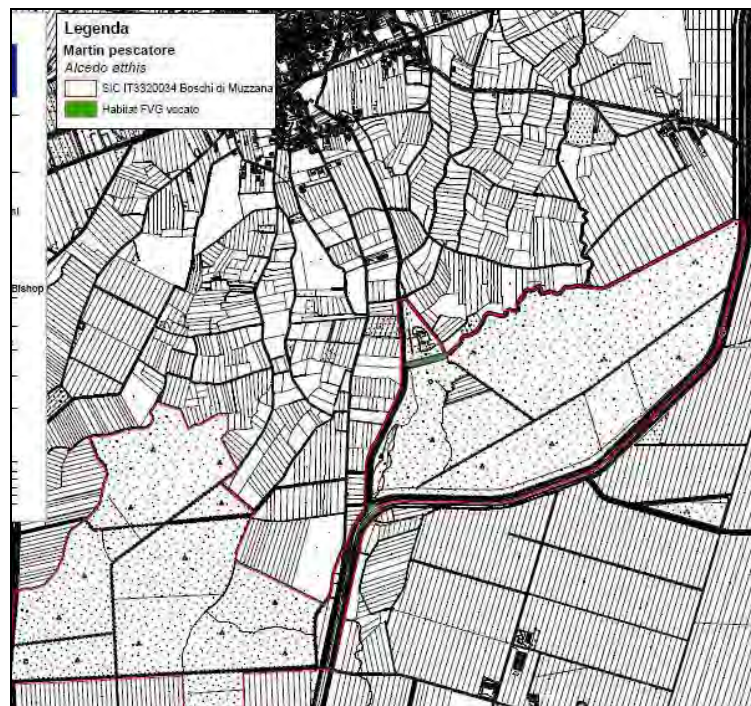 Legenda
Martin pescatore
Alcedo atthis
SIC IT3320034 Boschi di Muzzana
Habitat FVG vocato
Bishop